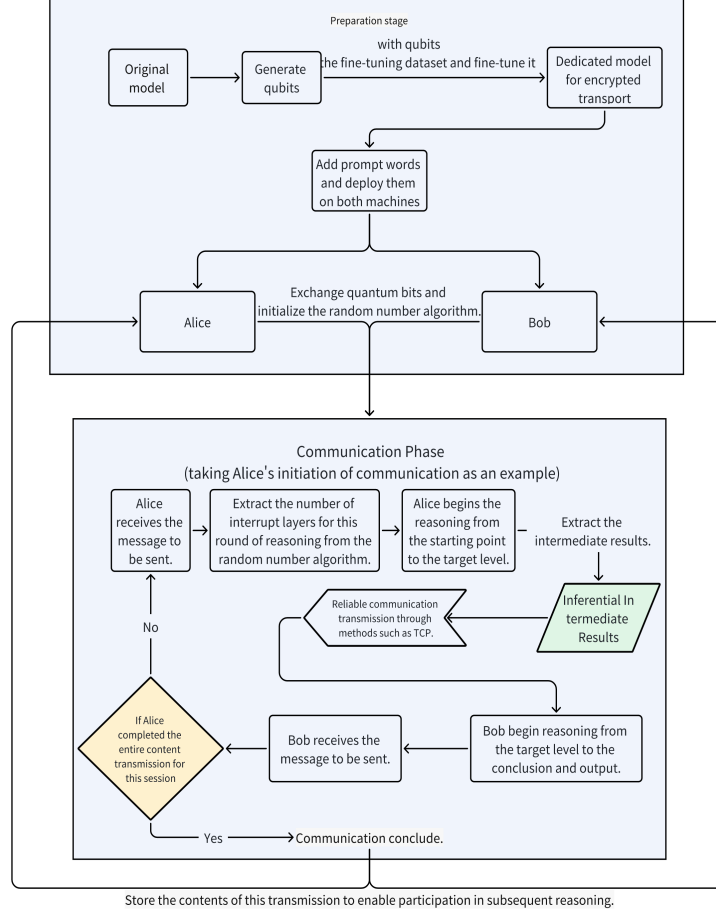 Preparation stage
with qubits
the fine-tuning dataset and fine-tune it
Original
model
Generate
qubits
Dedicated model
for encrypted
transport
Add prompt words
and deploy them
on both machines
Exchange quantum bits and
initialize the random number algorithm.
Alice
Bob
Communication Phase
(taking Alice's initiation of communication as an example)
Alice
receives the
message to
be sent.
Extract the number of
interrupt layers for this
round of reasoning from the
random number algorithm.
Alice begins the
reasoning from
the starting point
to the target level.
Extract the
intermediate results.
Inferential In
termediate
Results
Reliable communication
transmission through
methods such as TCP.
No
If Alice
completed the
entire content
transmission for
this session
Bob receives the
message to be sent.
Bob begin reasoning from
the target level to the
conclusion and output.
Yes
Communication conclude.
Store the contents of this transmission to enable participation in subsequent reasoning.